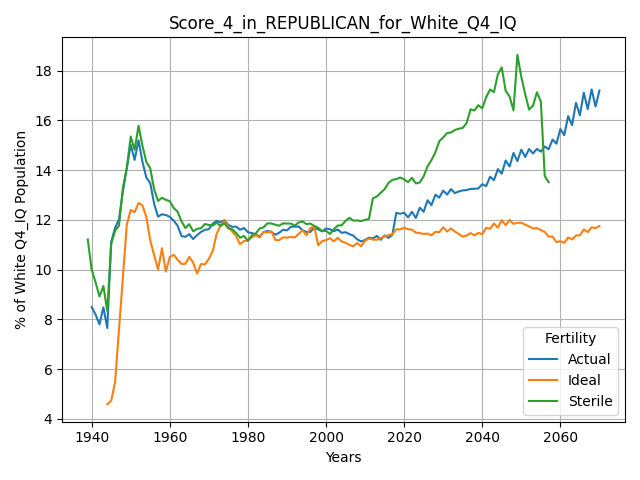 Score_4_in_REPUBLICAN_for_White_Q4_IQ
% of White Q4_IQ Population
18
16
14
12
10
8
6
4
1940 1960 1980 2000 2020 2040 2060
Years
Fertility
Actual
Ideal
Sterile